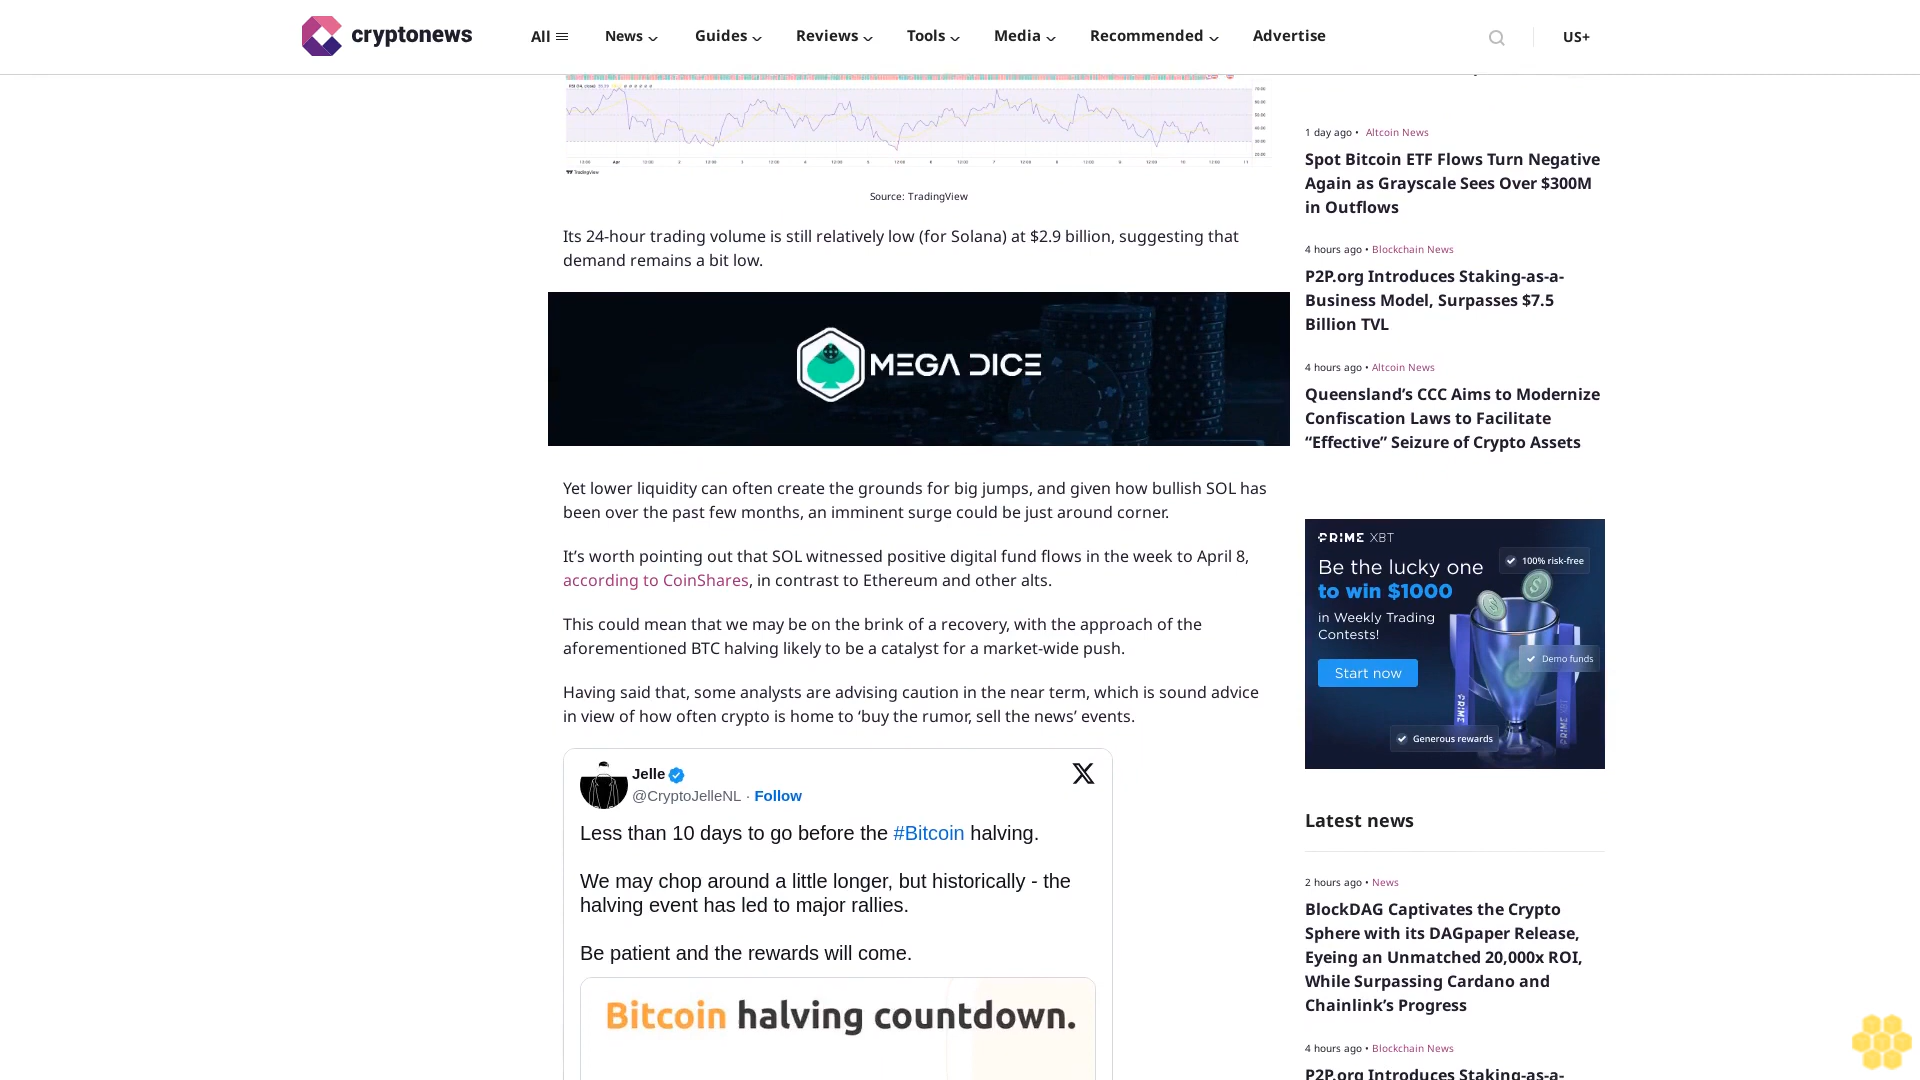 cryptonews
All
News
Guides
Reviews
Tools
Media
Recommended
Advertise
US+
TradingView
Source: TradingView
Its 24-hour trading volume is still relatively low (for Solana) at $2.9 billion, suggesting that
demand remains a bit low.
MEGA DICE
Yet lower liquidity can often create the grounds for big jumps, and given how bullish SOL has
been over the past few months, an imminent surge could be just around corner.
It’s worth pointing out that SOL witnessed positive digital fund flows in the week to April 8,
according to CoinShares, in contrast to Ethereum and other alts.
This could mean that we may be on the brink of a recovery, with the approach of the
aforementioned BTC halving likely to be a catalyst for a market-wide push.
Having said that, some analysts are advising caution in the near term, which is sound advice
in view of how often crypto is home to ‘buy the rumor, sell the news’ events.
Jelle
@CryptoJelleNL · Follow
Less than 10 days to go before the #Bitcoin halving.
We may chop around a little longer, but historically - the
halving event has led to major rallies.
Be patient and the rewards will come.
Bitcoin halving countdown.
1 day ago • Altcoin News
Spot Bitcoin ETF Flows Turn Negative
Again as Grayscale Sees Over $300M
in Outflows
4 hours ago • Blockchain News
P2P.org Introduces Staking-as-a-
Business Model, Surpasses $7.5
Billion TVL
4 hours ago • Altcoin News
Queensland’s CCC Aims to Modernize
Confiscation Laws to Facilitate
“Effective” Seizure of Crypto Assets
PRIME XBT
Be the lucky one
to win $1000
in Weekly Trading
Contests!
Start now
100% risk-free
Demo funds
Generous rewards
PRIME
PRIME XBT
Latest news
2 hours ago • News
BlockDAG Captivates the Crypto
Sphere with its DAGpaper Release,
Eyeing an Unmatched 20,000x ROI,
While Surpassing Cardano and
Chainlink’s Progress
4 hours ago • Blockchain News
P2P.org Introduces Staking-as-a-